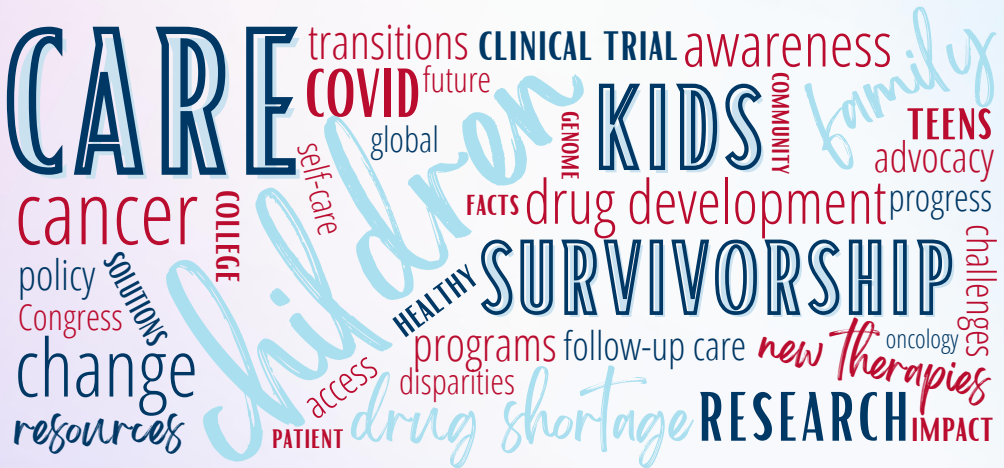 CARE
transitions
CLINICAL TRIAL
awareness
family
COVID
future
children
KIDS
COMMUNITY
TEENS
global
GENOME
advocacy
self-care
cancer
COLLEGE
FACTS
drug development
progress
policy
SOLUTIONS
HEALTHY
SURVIVORSHIP
challenges
Congress
change
programs
follow-up care
new therapies
oncology
access
disparities
resources
PATIENT
drug shortage
RESEARCH
IMPACT